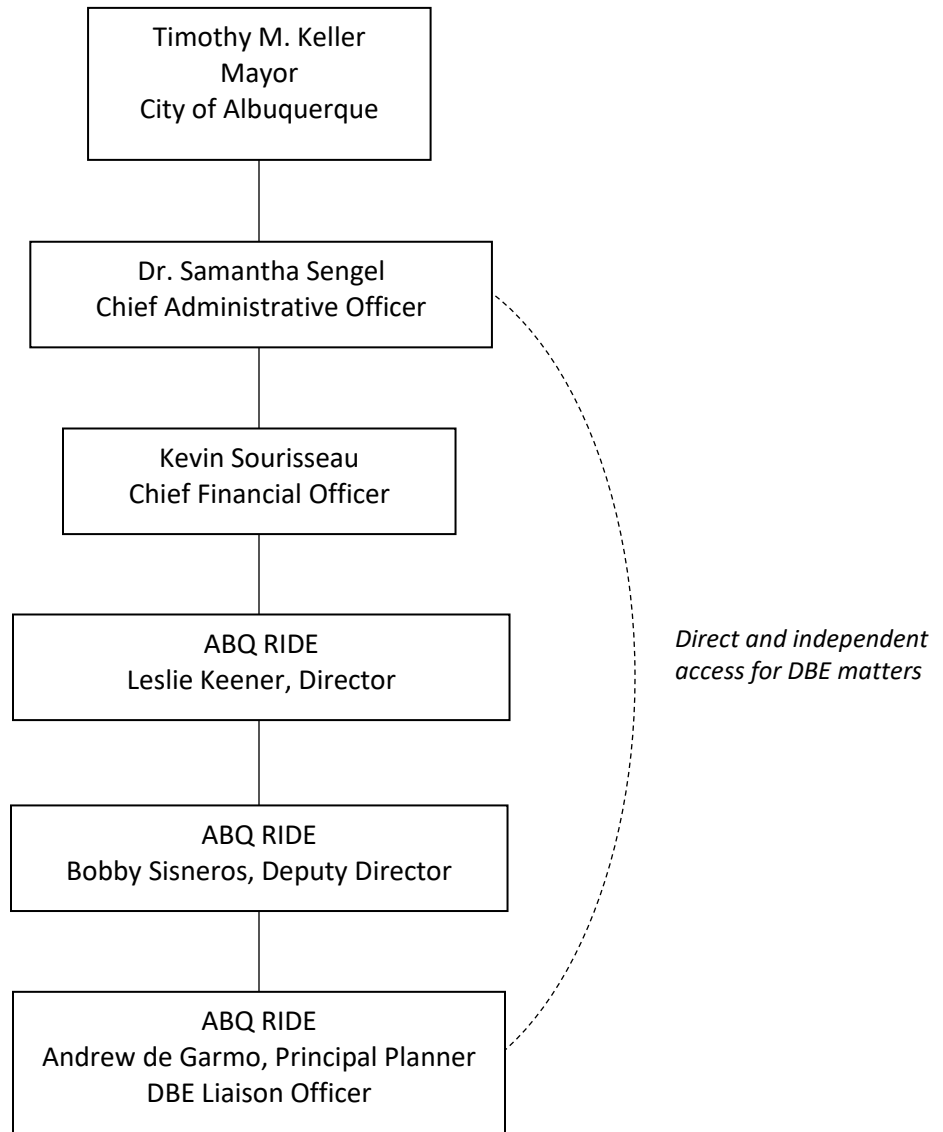 Timothy M. Keller
Mayor
City of Albuquerque
Dr. Samantha Sengel
Chief Administrative Officer
Kevin Sourisseau
Chief Financial Officer
ABQ RIDE
Leslie Keener, Director
Direct and independent
access for DBE matters
ABQ RIDE
Bobby Sisneros, Deputy Director
ABQ RIDE
Andrew de Garmo, Principal Planner
DBE Liaison Officer